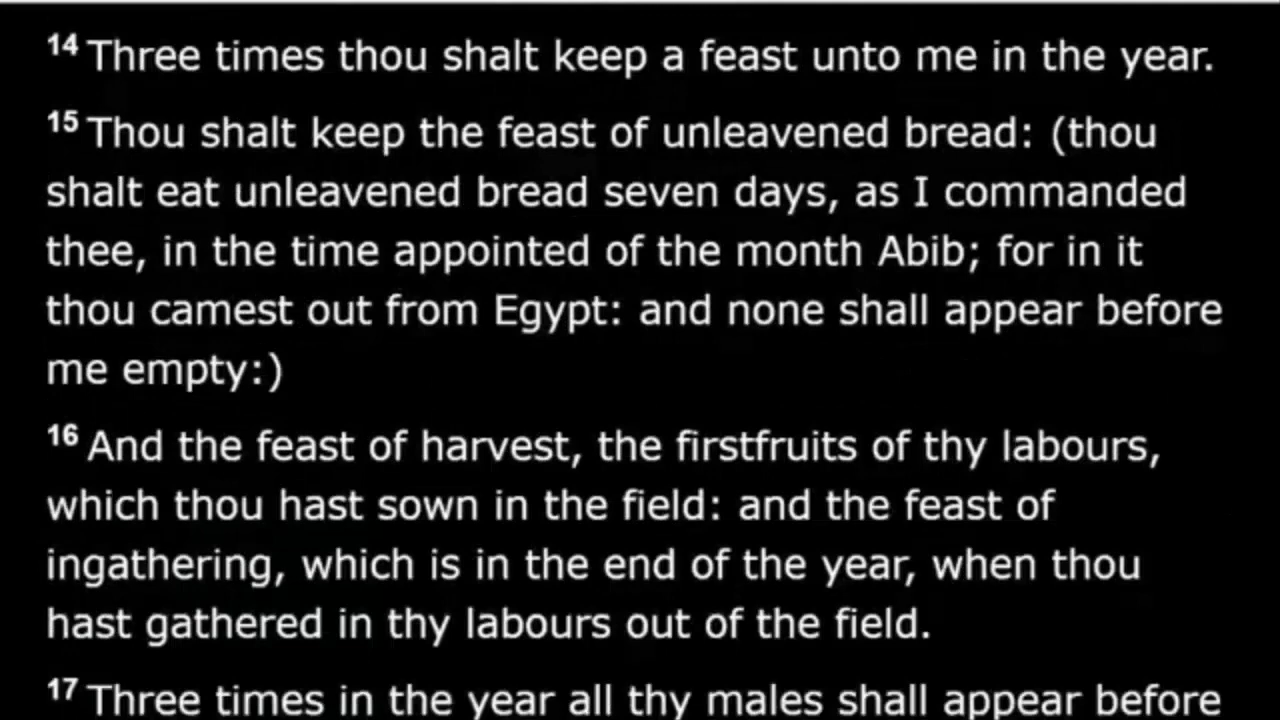 14 Three times thou shalt keep a feast unto me in the year.
15 Thou shalt keep the feast of unleavened bread: (thou
shalt eat unleavened bread seven days, as I commanded
thee, in the time appointed of the month Abib; for in it
thou camest out from Egypt: and none shall appear before
me empty:)
16 And the feast of harvest, the firstfruits of thy labours,
which thou hast sown in the field: and the feast of
ingathering, which is in the end of the year, when thou
hast gathered in thy labours out of the field.
17 Three times in the year all thy males shall appear before